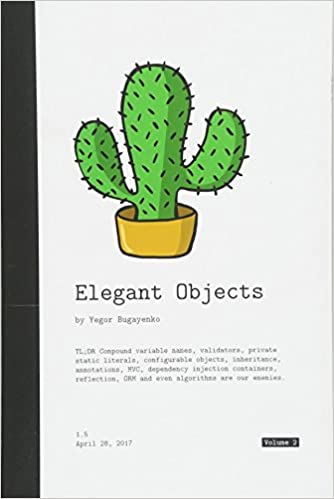 Elegant Objects
by Yegor Bugayenko
TL;DR Compound variable names, validators, private
static literals, configurable objects, inheritance,
annotations, MVC, dependency injection containers,
reflection, ORM and even algorithms are our enemies.
1.5
April 28, 2017
Volume 2